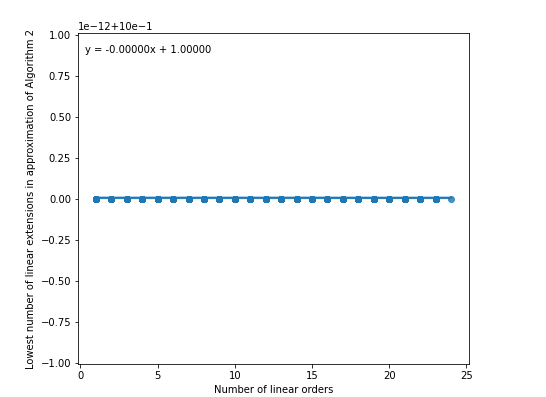 1e−12+10e−1
y = -0.00000x + 1.00000
Lowest number of linear extensions in approximation of Algorithm 2
1.00
0.75
0.50
0.25
0.00
−0.25
−0.50
−0.75
−1.00
0 5 10 15 20 25
Number of linear orders